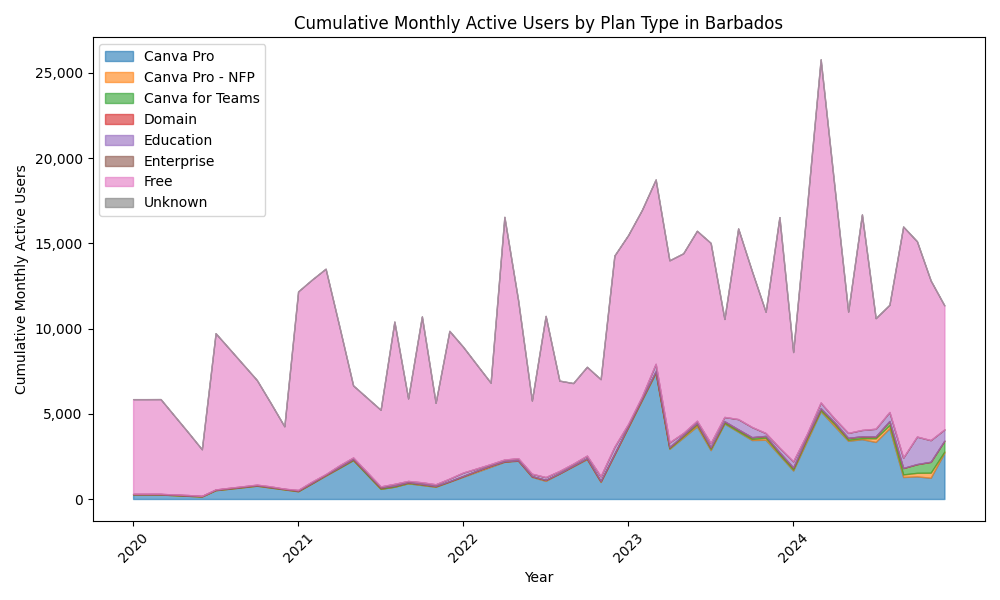 Cumulative Monthly Active Users by Plan Type in Barbados
Canva Pro
Canva Pro - NFP
Canva for Teams
Domain
Education
Enterprise
Free
Unknown
25,000
20,000
15,000
10,000
5,000
0
Cumulative Monthly Active Users
2020
2021
2022
2023
2024
Year